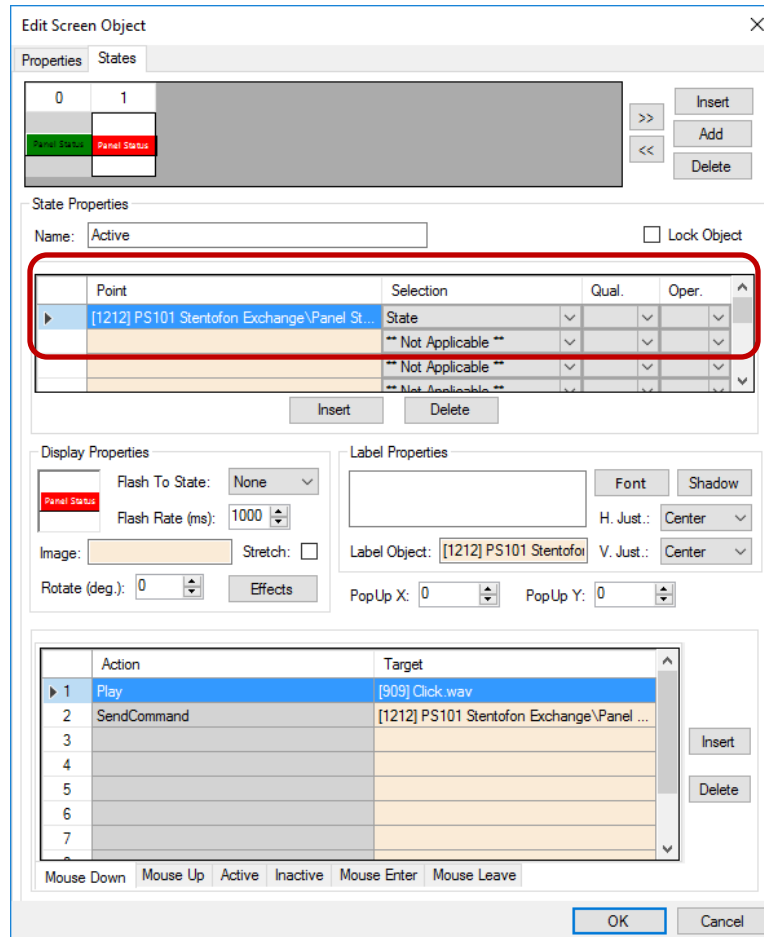 Edit Screen Object
Properties States
0 1
Panel Status Panel Status
>>
<<
Insert
Add
Delete
State Properties
Name: Active Lock Object
Point Selection Qual. Oper.
[1212] PS101 Stentofon Exchange\Panel St... State
** Not Applicable **
** Not Applicable **
** Not Applicable **
Insert Delete
Display Properties
Panel Status
Flash To State: None
Flash Rate (ms): 1000
Image: Stretch:
Rotate (deg.): 0 Effects
Label Properties
Font Shadow
H. Just.: Center
Label Object: [1212] PS101 Stentofo V. Just.: Center
PopUp X: 0 PopUp Y: 0
Action Target
1 Play [909] Click.wav
2 SendCommand [1212] PS101 Stentofon Exchange\Panel ...
3
4
5
6
7
Insert
Delete
Mouse Down Mouse Up Active Inactive Mouse Enter Mouse Leave
OK Cancel